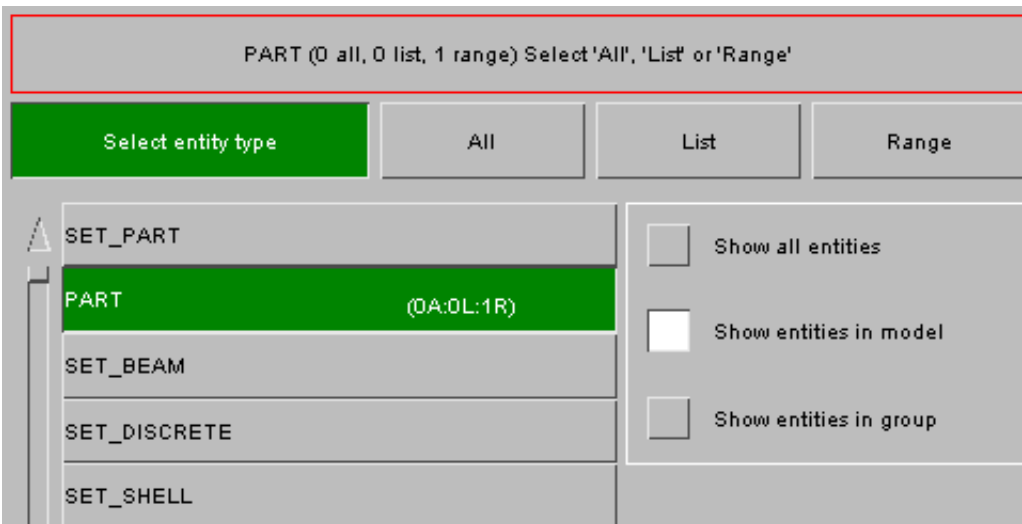 PART (0 all, 0 list, 1 range) Select 'All', 'List' or 'Range'
Select entity type
All
List
Range
SET_PART
PART (0A:0L:1R)
SET_BEAM
SET_DISCRETE
SET_SHELL
Show all entities
Show entities in model
Show entities in group